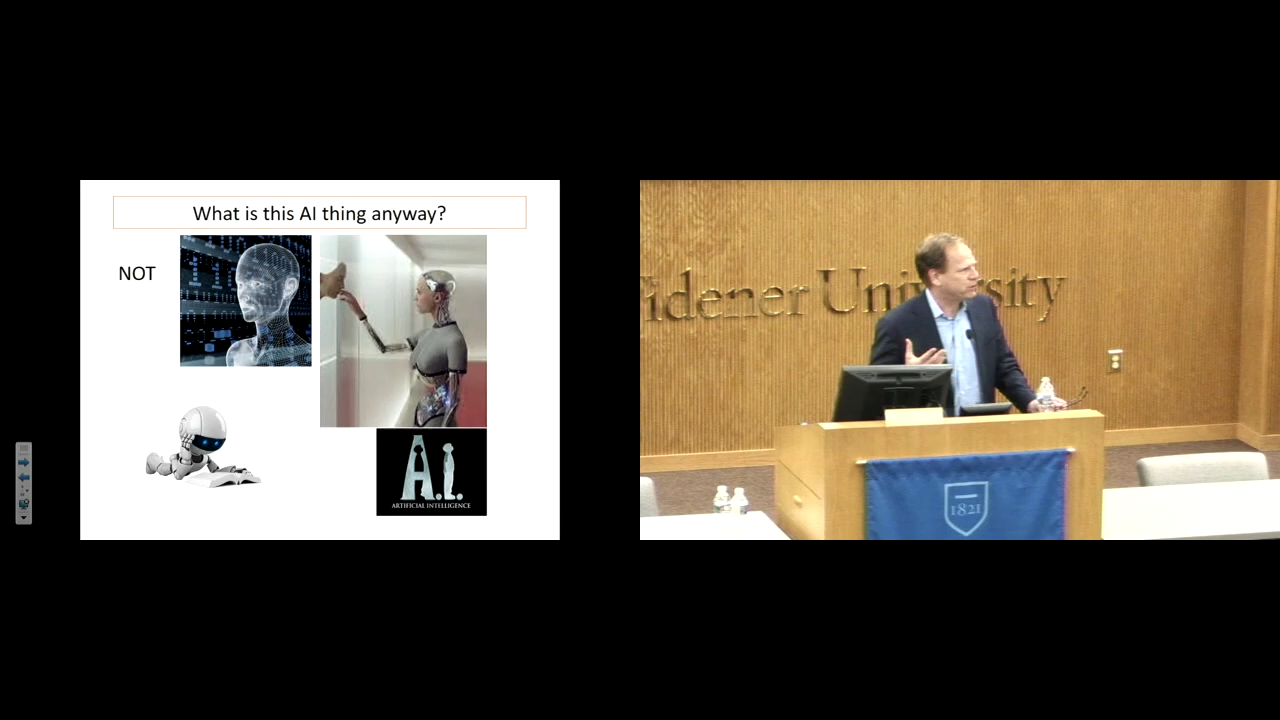 What is this AI thing anyway?
NOT
A.I.
ARTIFICIAL INTELLIGENCE
idener University
1821